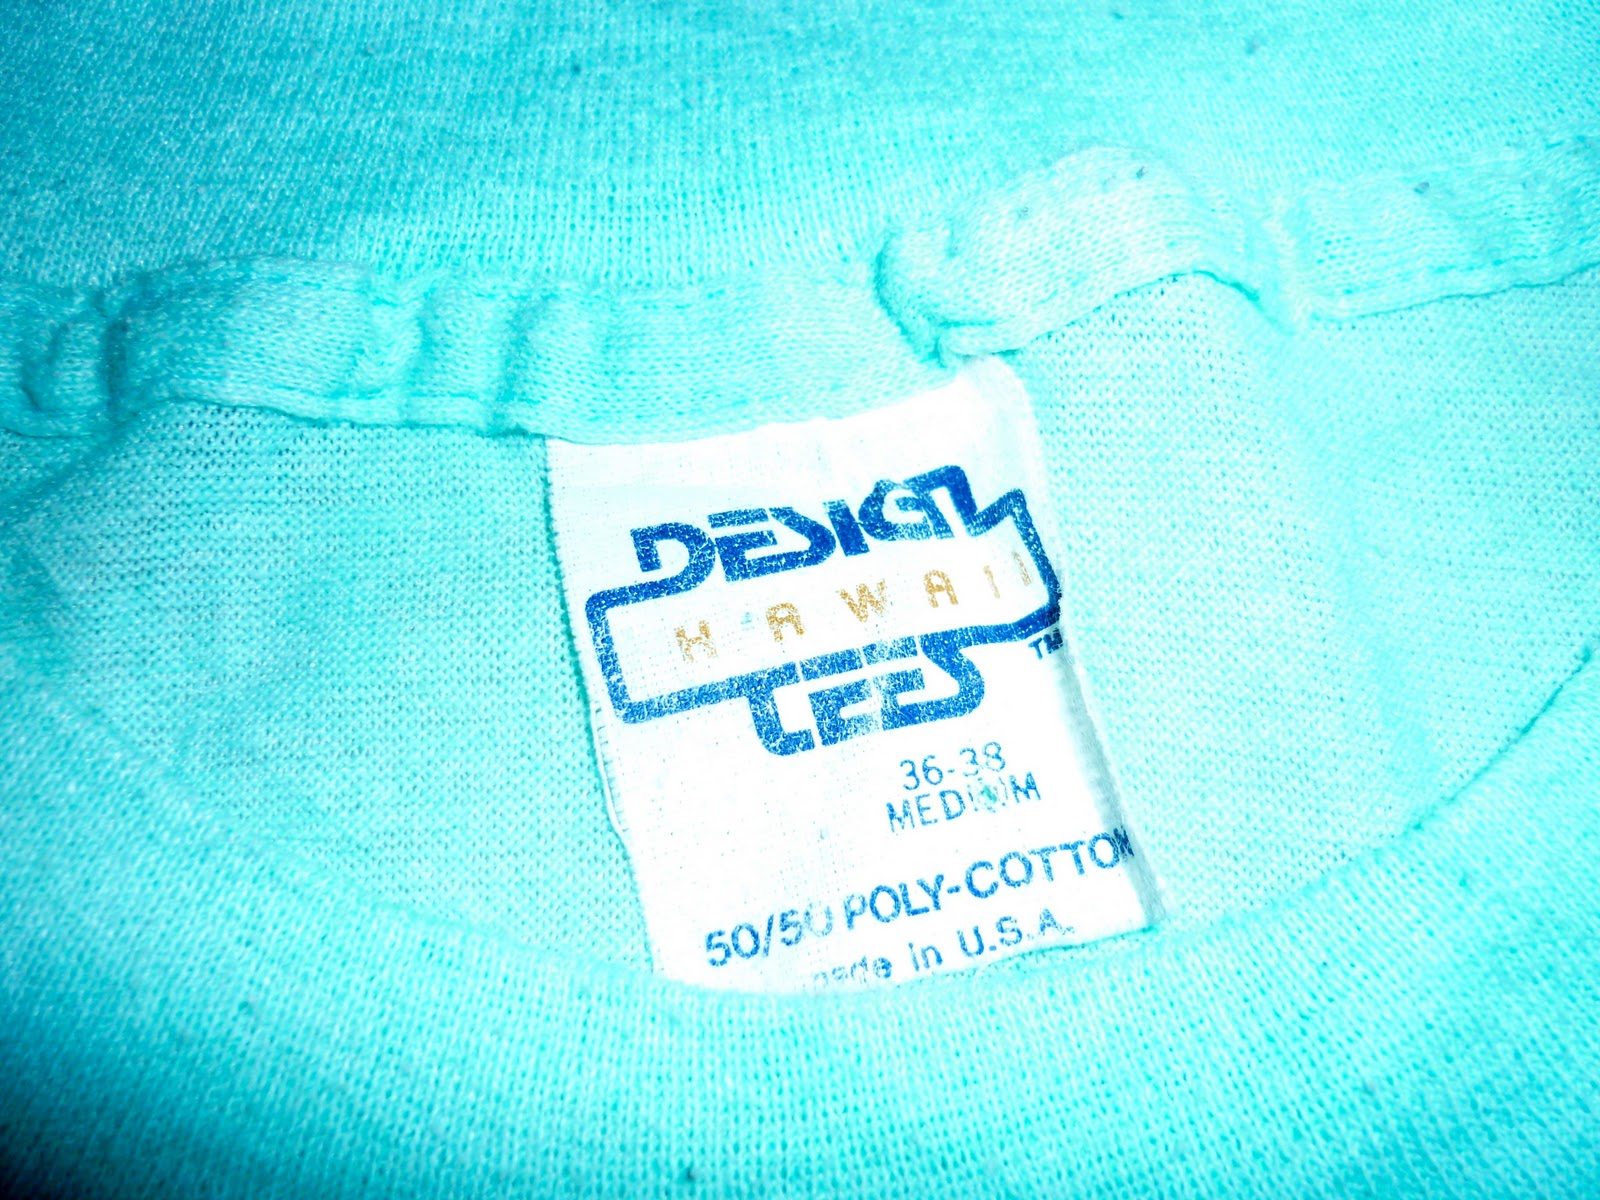 DESIGN
HAWAII
TEES TM
36-38
MEDIUM
50/50 POLY-COTTON
made in U.S.A.